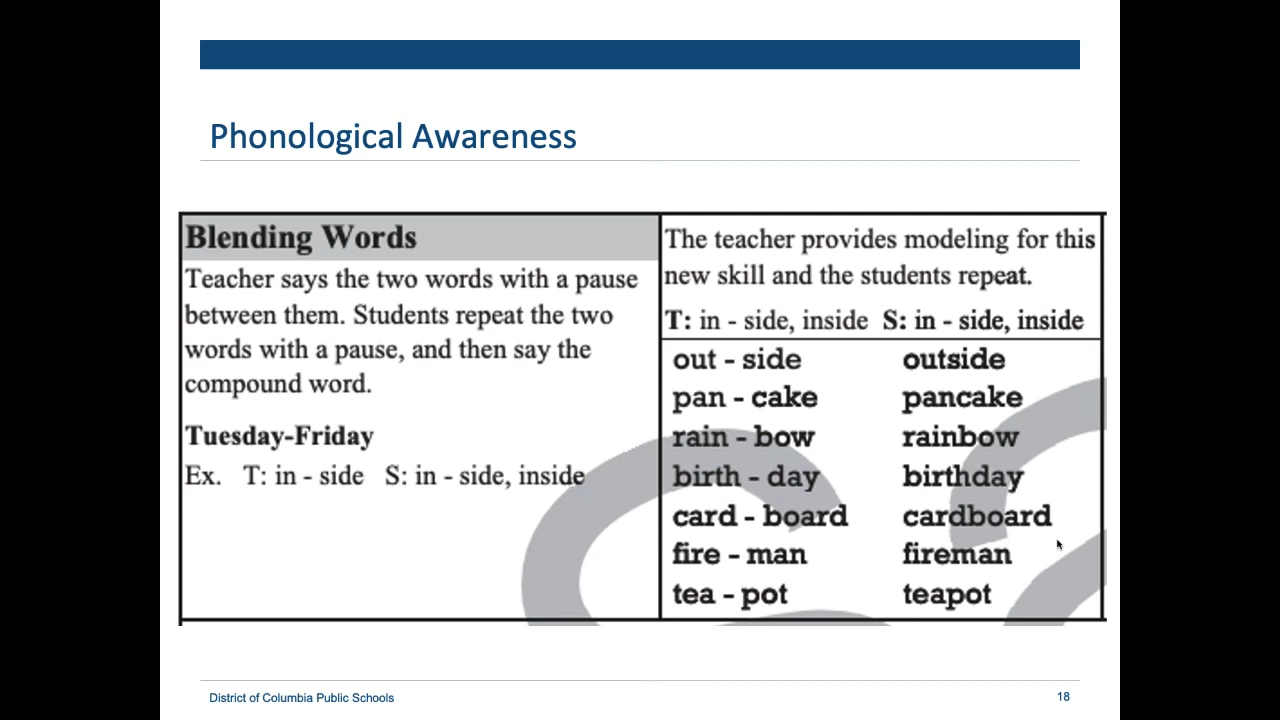 Phonological Awareness
Blending Words
Teacher says the two words with a pause
between them. Students repeat the two
words with a pause, and then say the
compound word.
Tuesday-Friday
Ex. T: in - side S: in - side, inside
The teacher provides modeling for this
new skill and the students repeat.
T: in - side, inside S: in - side, inside
out - side outside
pan - cake pancake
rain - bow rainbow
birth - day birthday
card - board cardboard
fire - man fireman
tea - pot teapot
District of Columbia Public Schools
18